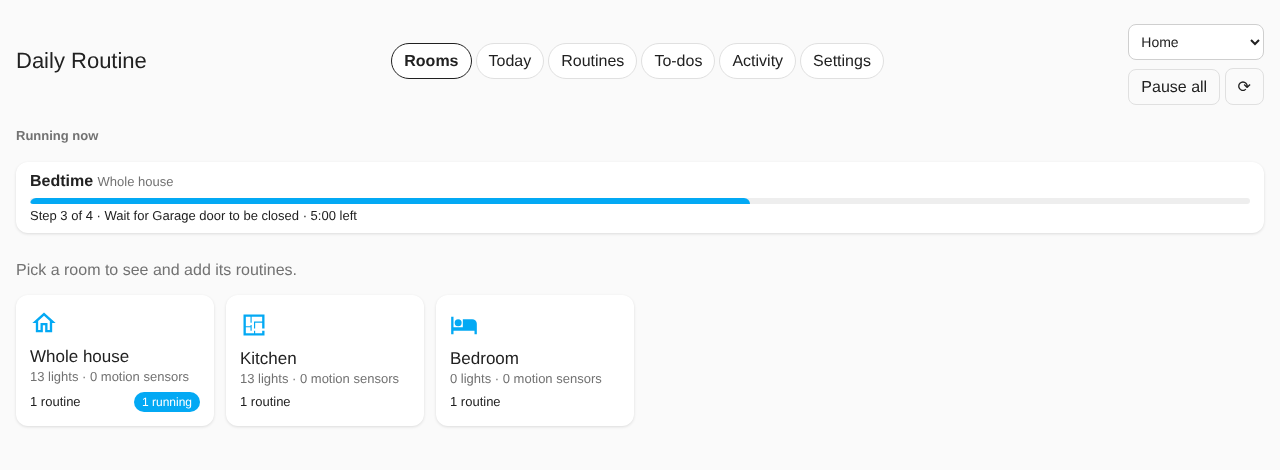 Daily Routine
Rooms
Today
Routines
To-dos
Activity
Settings
Home
Pause all
⟳
Running now
Bedtime Whole house
Step 3 of 4 · Wait for Garage door to be closed · 5:00 left
Pick a room to see and add its routines.
Whole house
13 lights · 0 motion sensors
1 routine
1 running
Kitchen
13 lights · 0 motion sensors
1 routine
Bedroom
0 lights · 0 motion sensors
1 routine